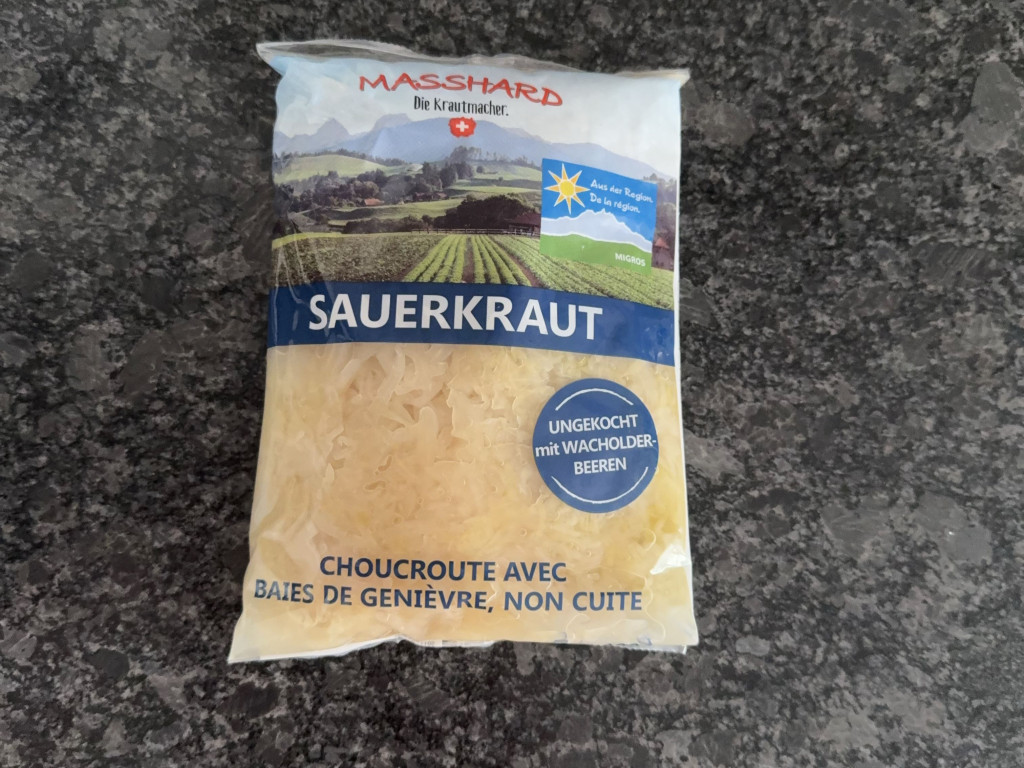 MASSHARD
Die Krautmacher.
Aus der Region.
De la région.
MIGROS
SAUERKRAUT
UNGEKOCHT
mit WACHOLDER-
BEEREN
CHOUCROUTE AVEC
BAIES DE GENIÈVRE, NON CUITE